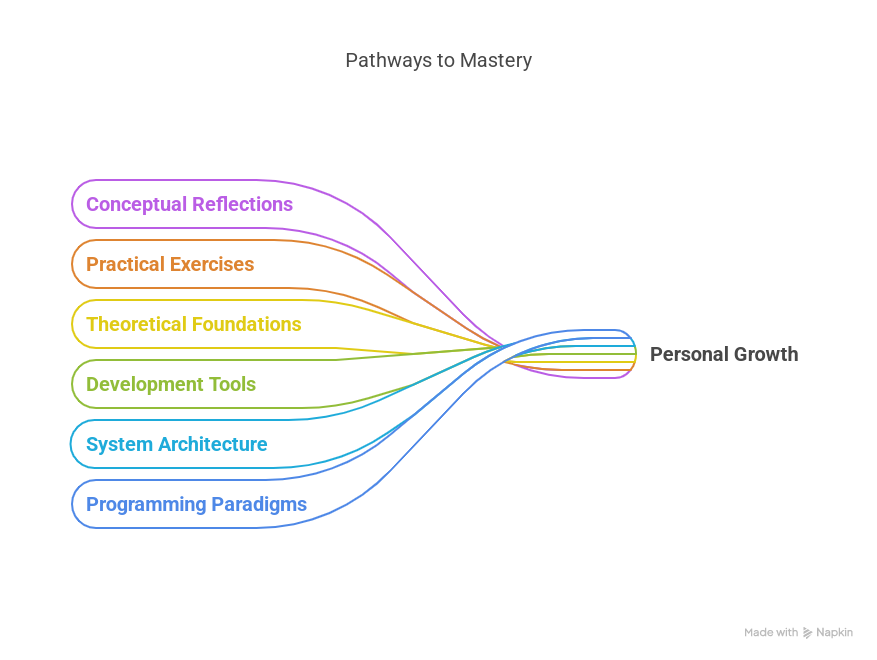 Pathways to Mastery
Conceptual Reflections
Practical Exercises
Theoretical Foundations
Development Tools
System Architecture
Programming Paradigms
Personal Growth
Made with Napkin